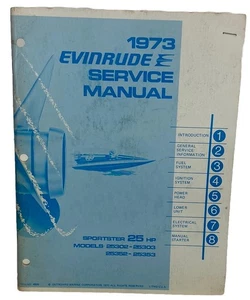 1973
EVINRUDE E
SERVICE
MANUAL
INTRODUCTION 1
GENERAL SERVICE INFORMATION 2
FUEL SYSTEM 3
IGNITION SYSTEM 4
POWER HEAD 5
LOWER UNIT 6
ELECTRICAL SYSTEM 7
MANUAL STARTER 8
SPORTSTER 25 HP
MODELS 25302-25303
25352-25353